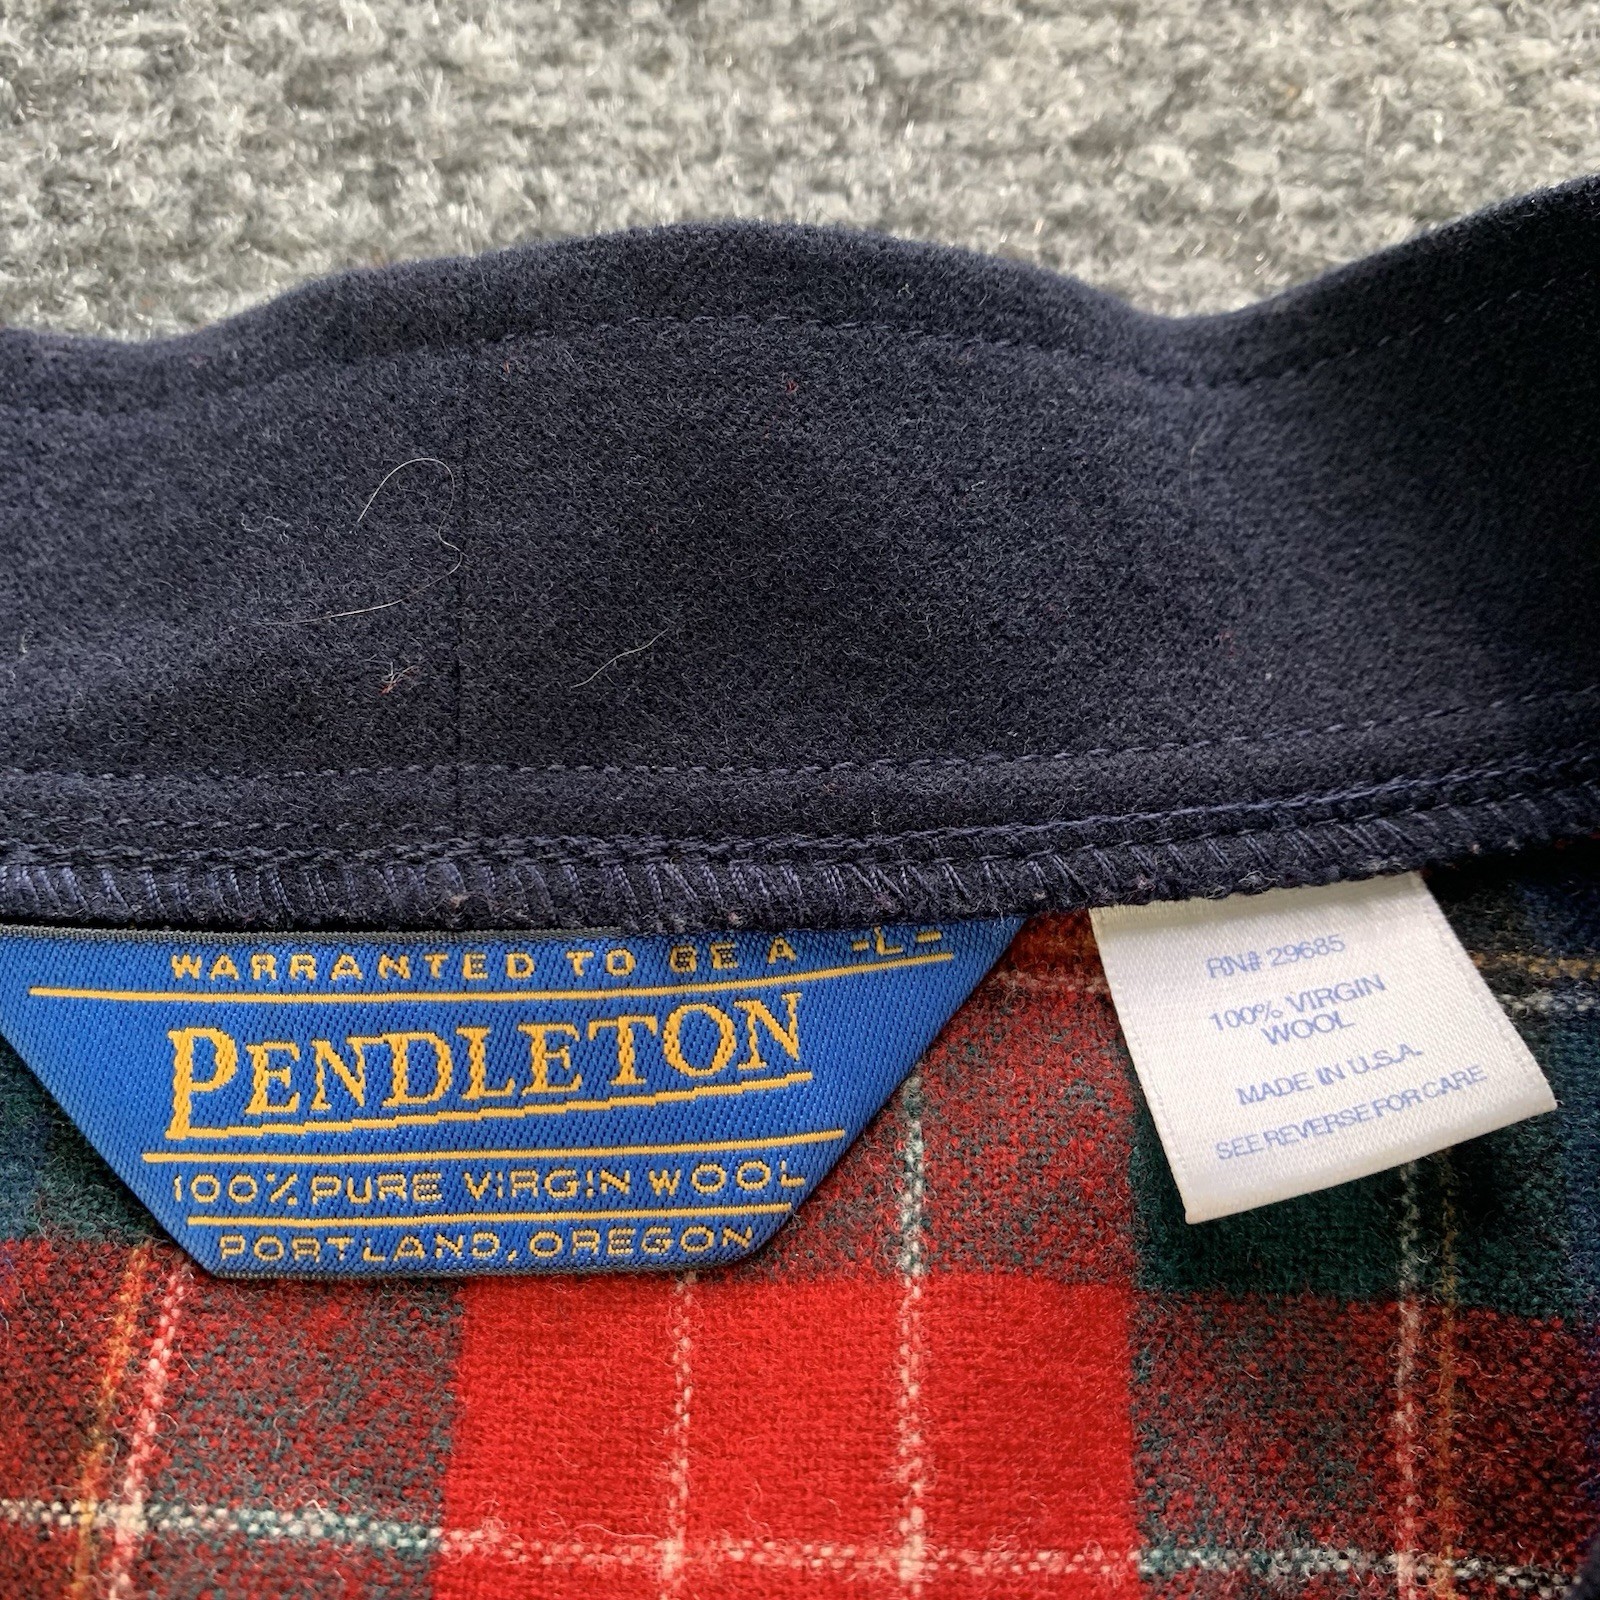 WARRANTED TO BE A -L-
PENDLETON
100% PURE VIRGIN WOOL
PORTLAND, OREGON
RN# 29685
100% VIRGIN
WOOL
MADE IN U.S.A.
SEE REVERSE FOR CARE